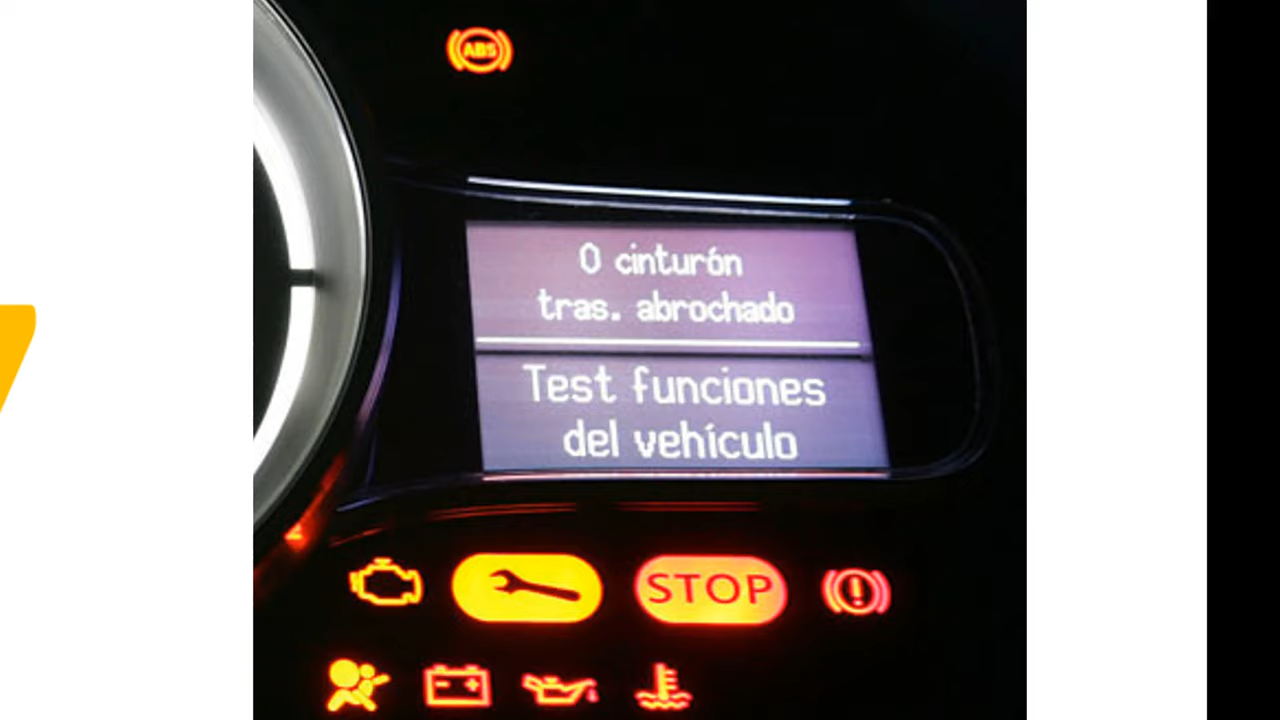 ABS
0 cinturón
tras. abrochado
Test funciones
del vehículo
STOP